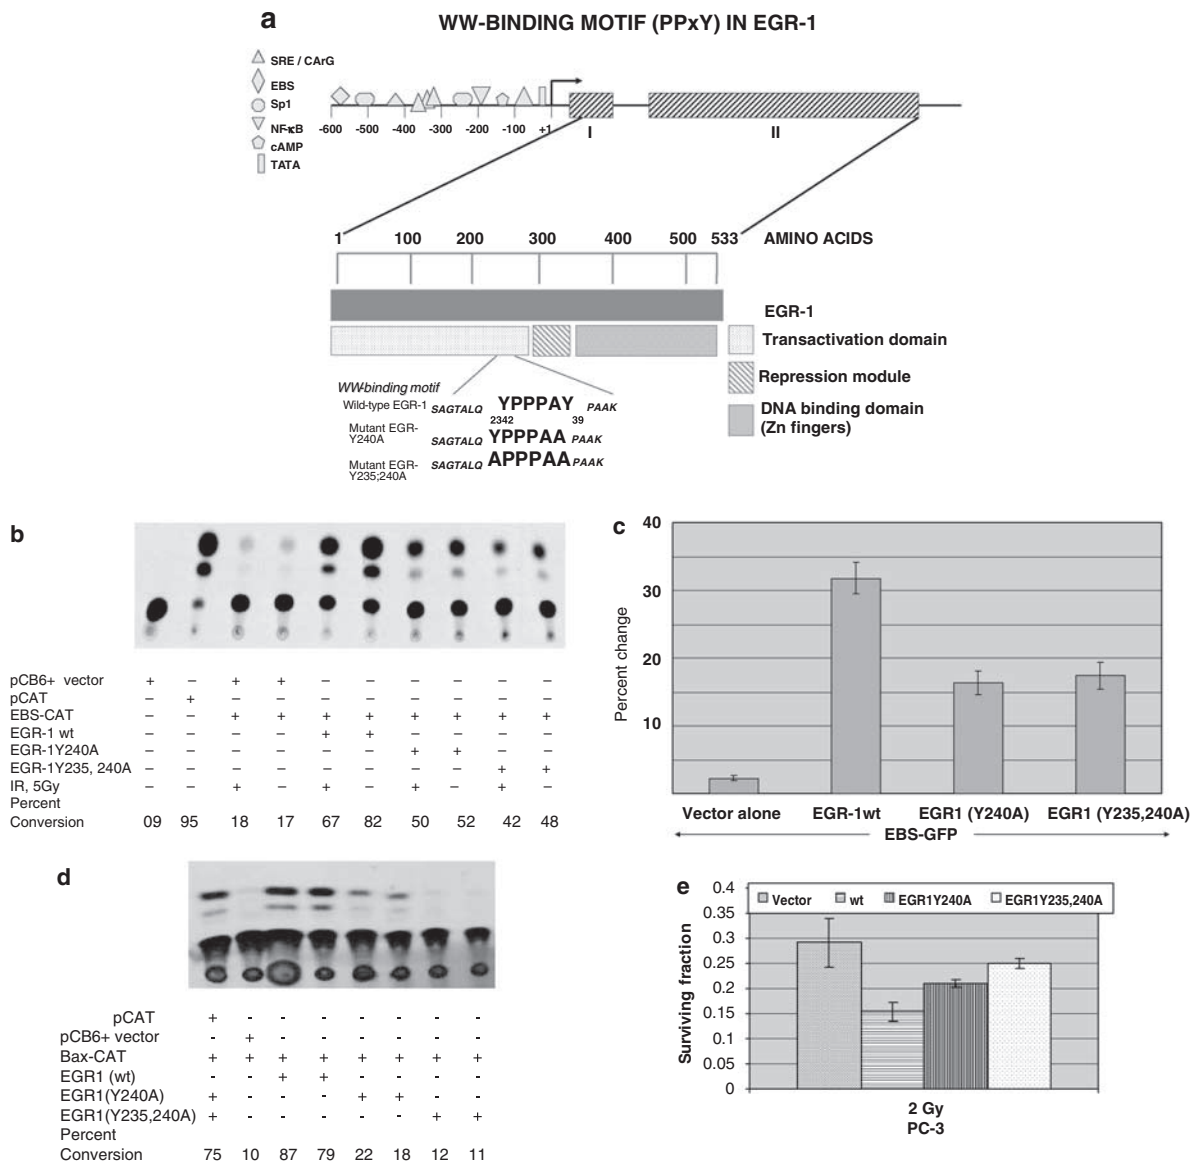 a
WW-BINDING MOTIF (PPxY) IN EGR-1
SRE / CArG
EBS
Sp1
NF-κB
cAMP
TATA
-600 -500 -400 -300 -200 -100 +1
I II
1 100 200 300 400 500 533 AMINO ACIDS
EGR-1
Transactivation domain
Repression module
DNA binding domain
(Zn fingers)
WW-binding motif
Wild-type EGR-1 SAGTALQ YPPPAY PAAK
2342 39
Mutant EGR-
Y240A SAGTALQ YPPPAA PAAK
Mutant EGR-
Y235;240A SAGTALQ APPPAA PAAK
b
pCB6+ vector + – + + – – – – – –
pCAT – + – – – – – – – –
EBS-CAT – – + + + + + + + +
EGR-1 wt – – – – + + – – – –
EGR-1Y240A – – – – – – + + – –
EGR-1Y235, 240A – – – – – – – – + +
IR, 5Gy – – + – + – + – + –
Percent
Conversion 09 95 18 17 67 82 50 52 42 48
c
40
30
20
10
Percent change
Vector alone EGR-1wt EGR1 (Y240A) EGR1 (Y235,240A)
EBS-GFP
d
pCAT + - - - - - - -
pCB6+ vector - + - - - - - -
Bax-CAT + + + + + + + +
EGR1 (wt) - - + + - - - -
EGR1(Y240A) + - - - + + - -
EGR1(Y235,240A) + - - - - - + +
Percent
Conversion 75 10 87 79 22 18 12 11
e
Vector wt EGR1Y240A EGR1Y235,240A
0.4
0.35
0.3
0.25
0.2
0.15
0.1
0.05
0
Surviving fraction
2 Gy
PC-3